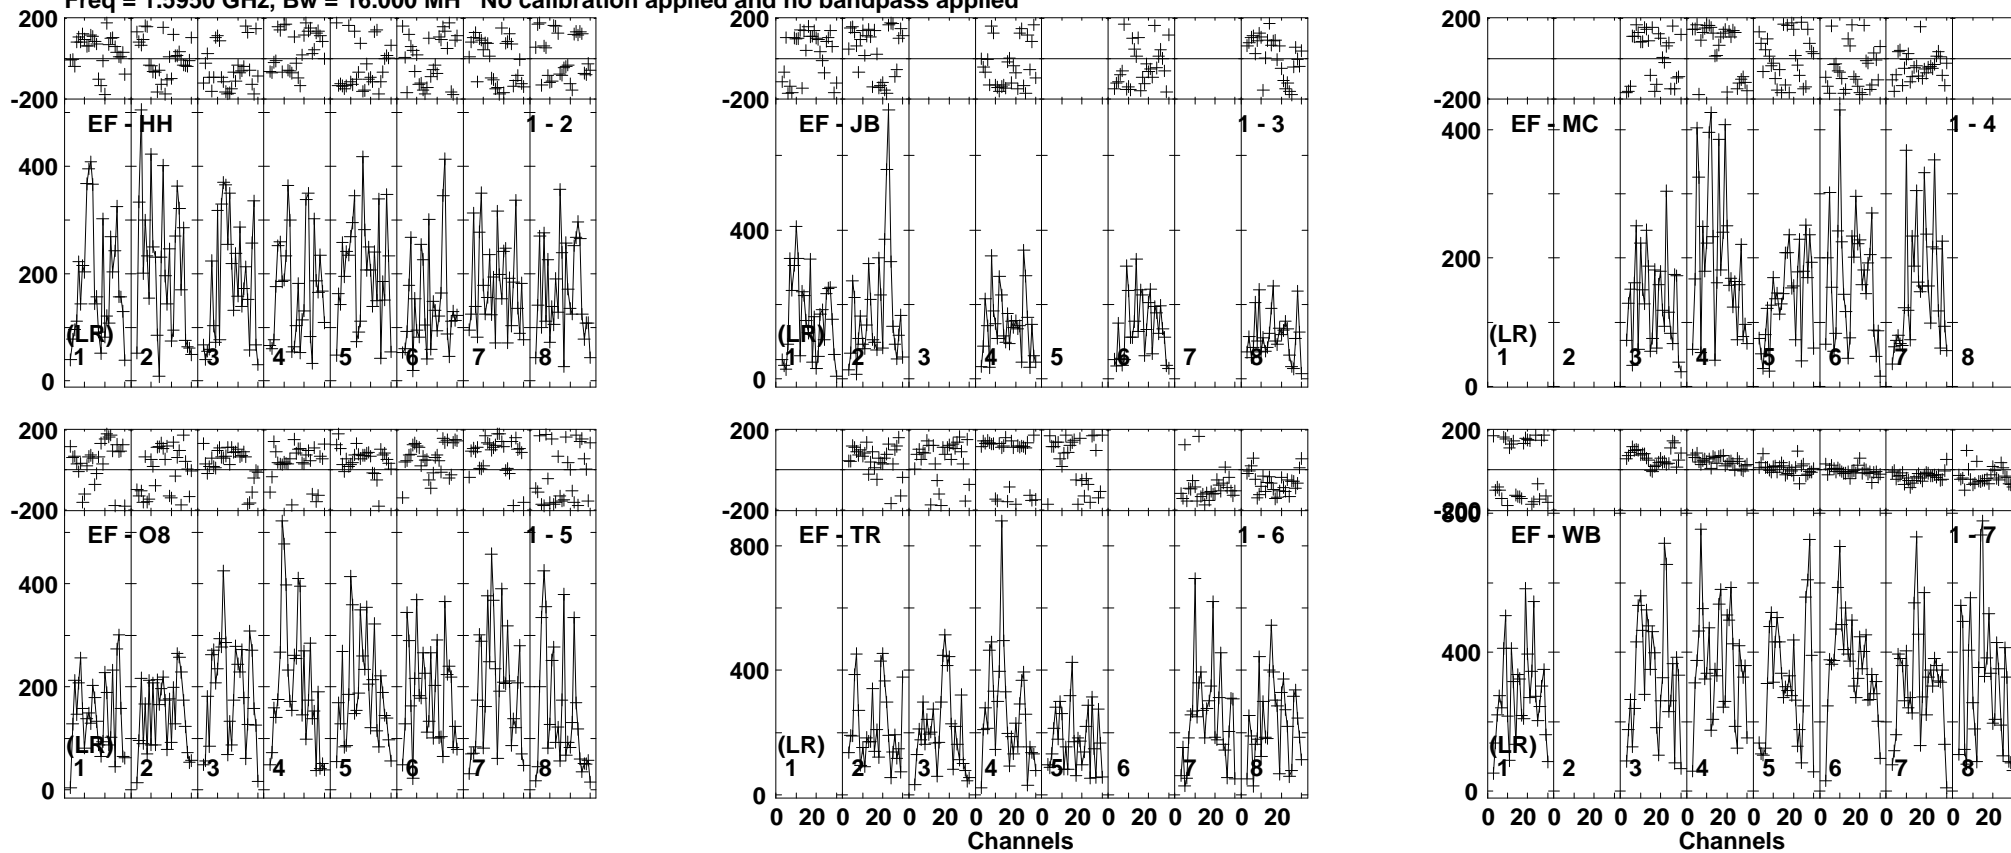 Freq = 1.5950 GHz, Bw = 16.000 MH No calibration applied and no bandpass applied
200 200 200
-200 -200 -200
EF - HH 1 - 2 EF - JB 1 - 3 EF - MC 1 - 4
400
400
400
200
200
(LR) (LR) (LR)
1 2 3 4 5 6 7 8 1 2 3 4 5 6 7 8 1 2 3 4 5 6 7 8
0 0 0
200 200 200
-200 -200 -200
800
EF - O8 1 - 5 EF - TR 1 - 6 EF - WB 1 - 7
800
400
400
400
200
(LR) (LR) (LR)
1 2 3 4 5 6 7 8 1 2 3 4 5 6 7 8 1 2 3 4 5 6 7 8
0 0 0
0 20 0 20 0 20 0 20 0 20 0 20 0 20 0 20 0 20 0 20 0 20 0 20 0 20 0 20 0 20 0 20
Channels Channels